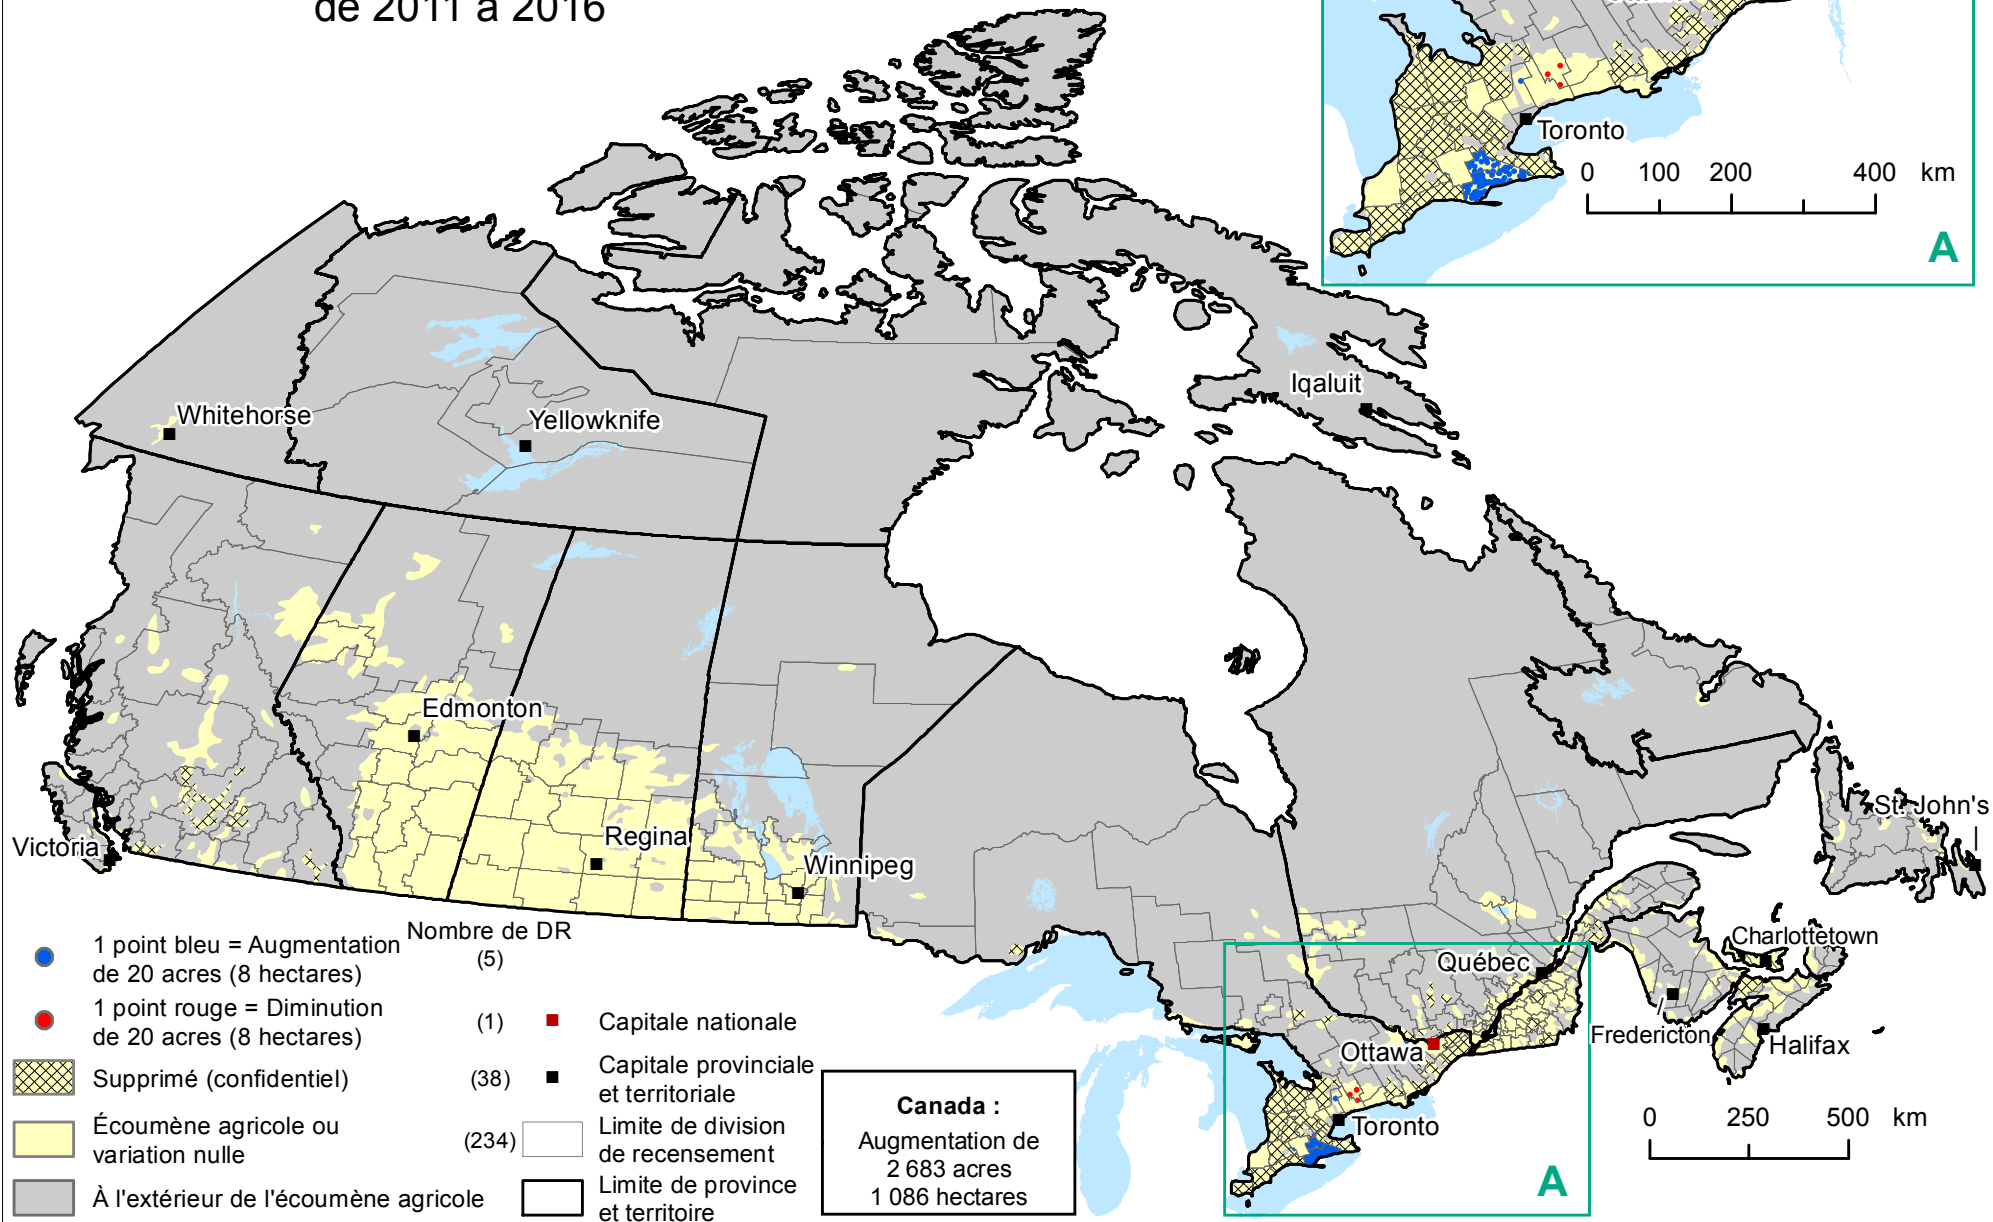 de 2011 à 2016
Toronto
0 100 200 400 km
A
Iqaluit
Whitehorse
Yellowknife
Edmonton
Regina
Winnipeg
Victoria
St. John's
Charlottetown
Québec
Fredericton
Halifax
Ottawa
Toronto
A
0 250 500 km
Nombre de DR
1 point bleu = Augmentation
de 20 acres (8 hectares)
(5)
1 point rouge = Diminution
de 20 acres (8 hectares)
(1)
Supprimé (confidentiel)
(38)
Écoumène agricole ou
variation nulle
(234)
À l'extérieur de l'écoumène agricole
Capitale nationale
Capitale provinciale
et territoriale
Limite de division
de recensement
Limite de province
et territoire
Canada :
Augmentation de
2 683 acres
1 086 hectares